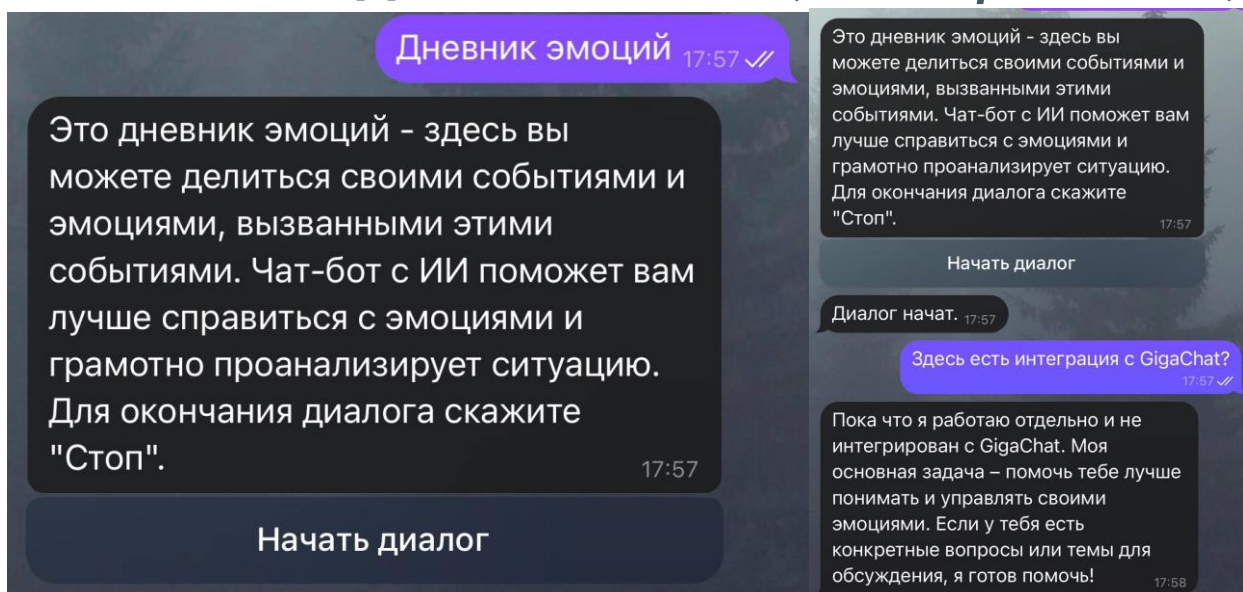 Дневник эмоций 17:57
Это дневник эмоций - здесь вы
можете делиться своими событиями и
эмоциями, вызванными этими
событиями. Чат-бот с ИИ поможет вам
лучше справиться с эмоциями и
грамотно проанализирует ситуацию.
Для окончания диалога скажите
"Стоп". 17:57
Начать диалог
Это дневник эмоций - здесь вы
можете делиться своими событиями и
эмоциями, вызванными этими
событиями. Чат-бот с ИИ поможет вам
лучше справиться с эмоциями и
грамотно проанализирует ситуацию.
Для окончания диалога скажите
"Стоп". 17:57
Начать диалог
Диалог начат. 17:57
Здесь есть интеграция с GigaChat?
17:57
Пока что я работаю отдельно и не
интегрирован с GigaChat. Моя
основная задача – помочь тебе лучше
понимать и управлять своими
эмоциями. Если у тебя есть
конкретные вопросы или темы для
обсуждения, я готов помочь! 17:58